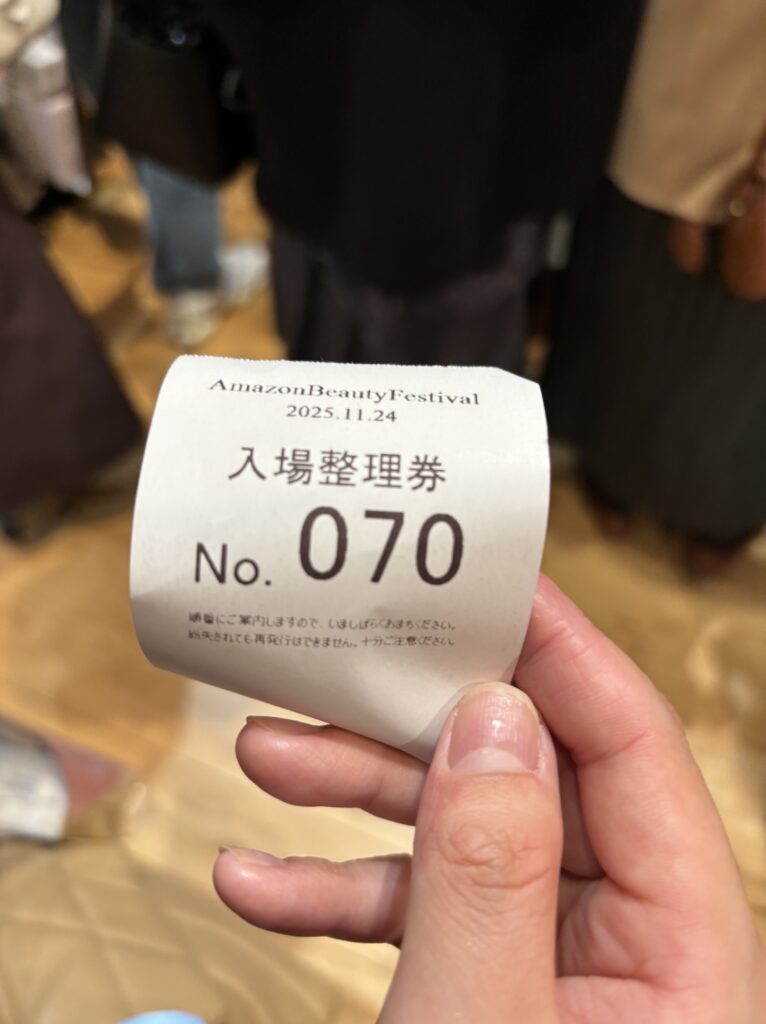 AmazonBeautyFestival
2025.11.24
入場整理券
No. 070
順番にご案内しますので、いましばらくおまちください。
紛失されても再発行はできません。十分ご注意ください。